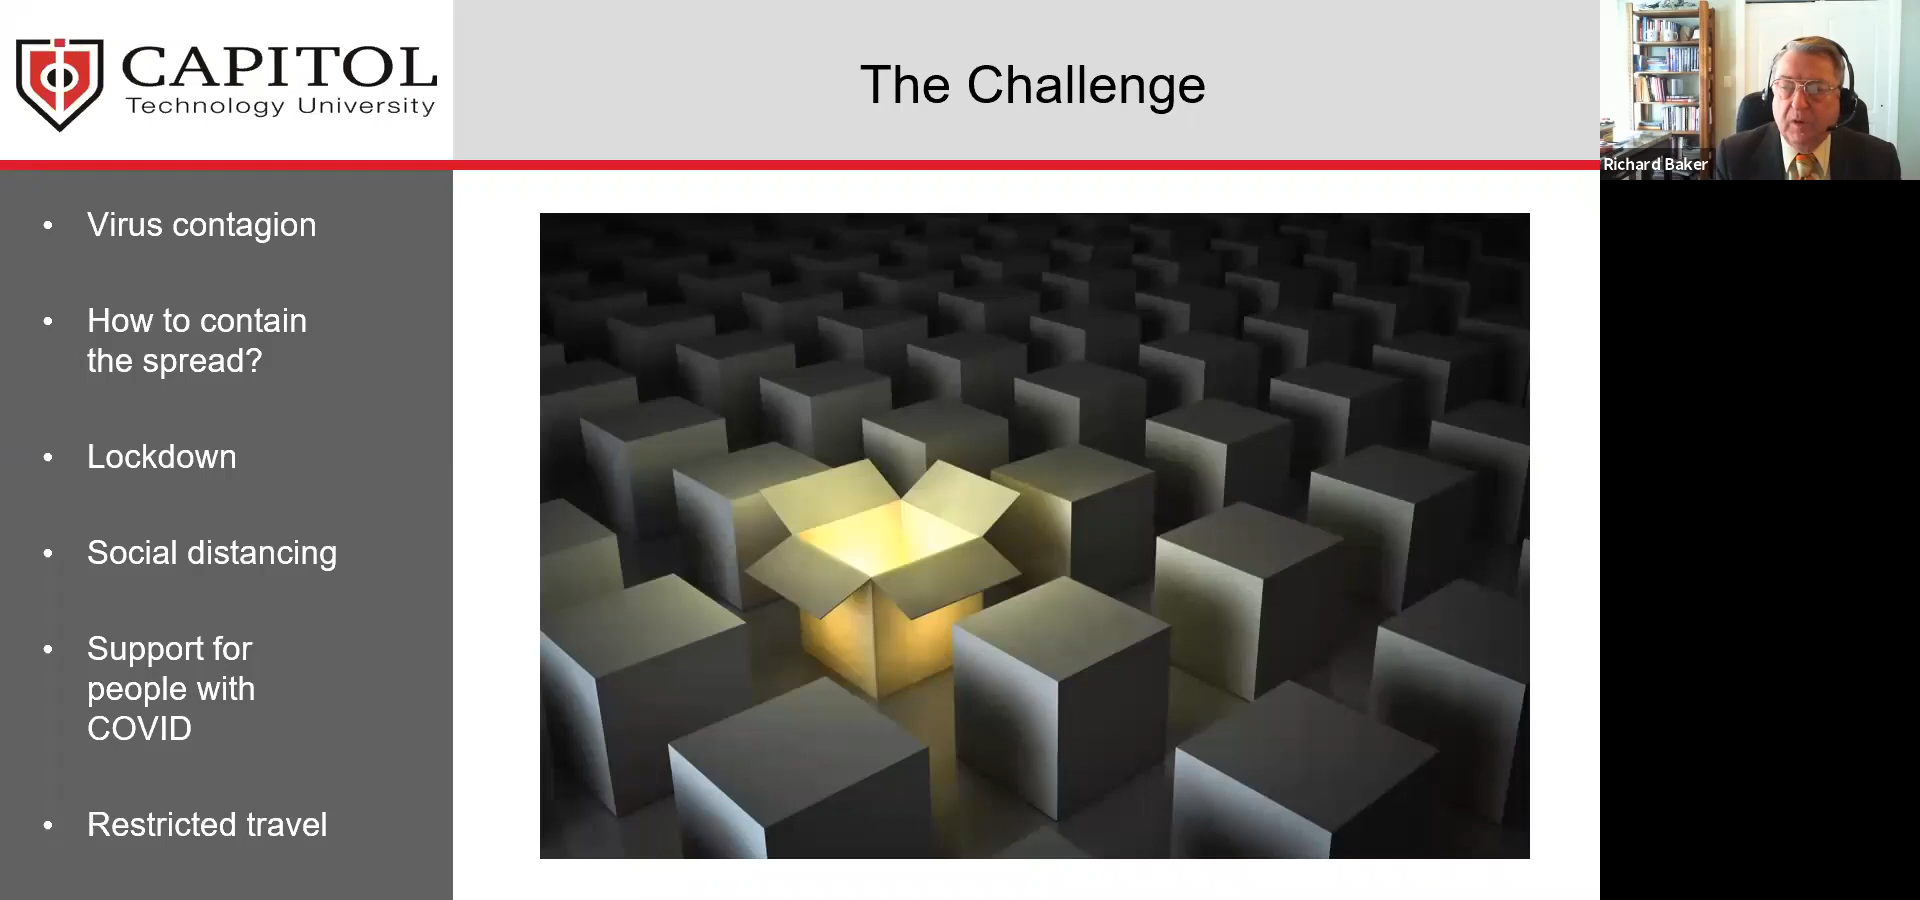 CAPITOL
Technology University
The Challenge
Richard Baker
• Virus contagion
• How to contain
the spread?
• Lockdown
• Social distancing
• Support for
people with
COVID
• Restricted travel